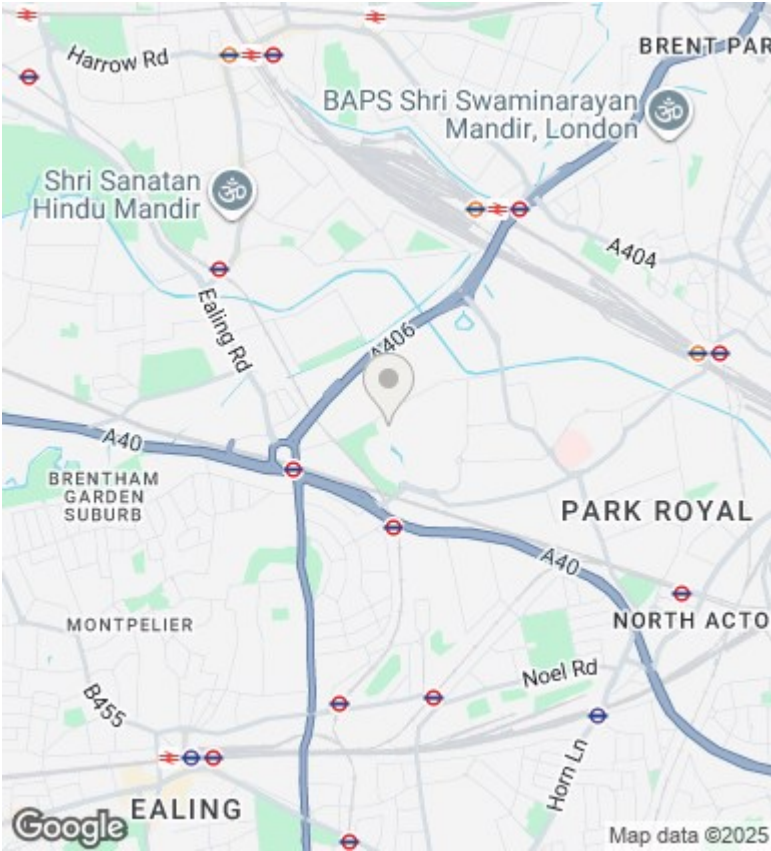 Harrow Rd
BRENT PAR
BAPS Shri Swaminarayan
Mandir, London
Shri Sanatan
Hindu Mandir
A404
Ealing Rd
A406
A40
BRENTHAM
GARDEN
SUBURB
PARK ROYAL
A40
MONTPELIER
NORTH ACTO
Noel Rd
B455
Horn Ln
EALING
Google
Map data ©2025